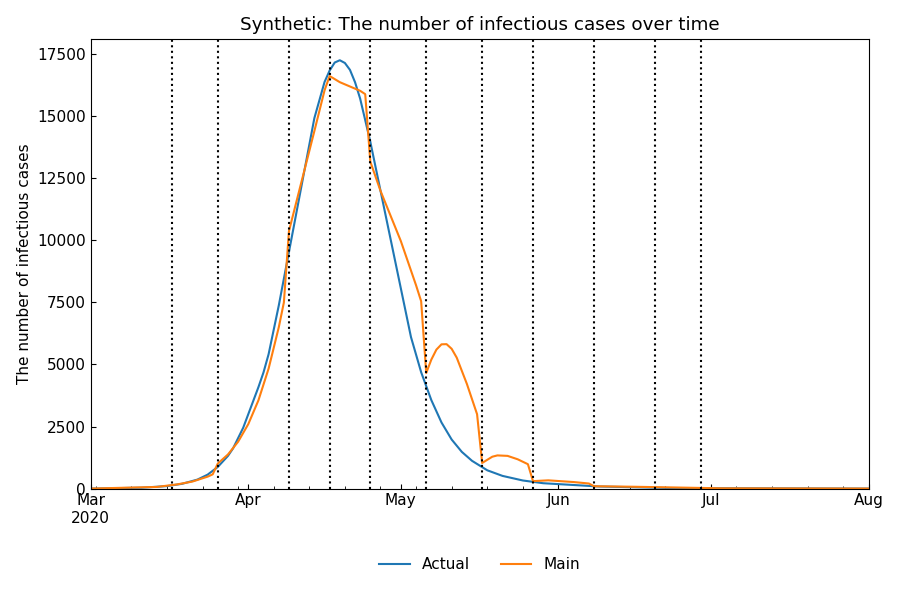 Synthetic: The number of infectious cases over time
The number of infectious cases
17500
15000
12500
10000
7500
5000
2500
0
Mar
2020
Apr
May
Jun
Jul
Aug
Actual
Main